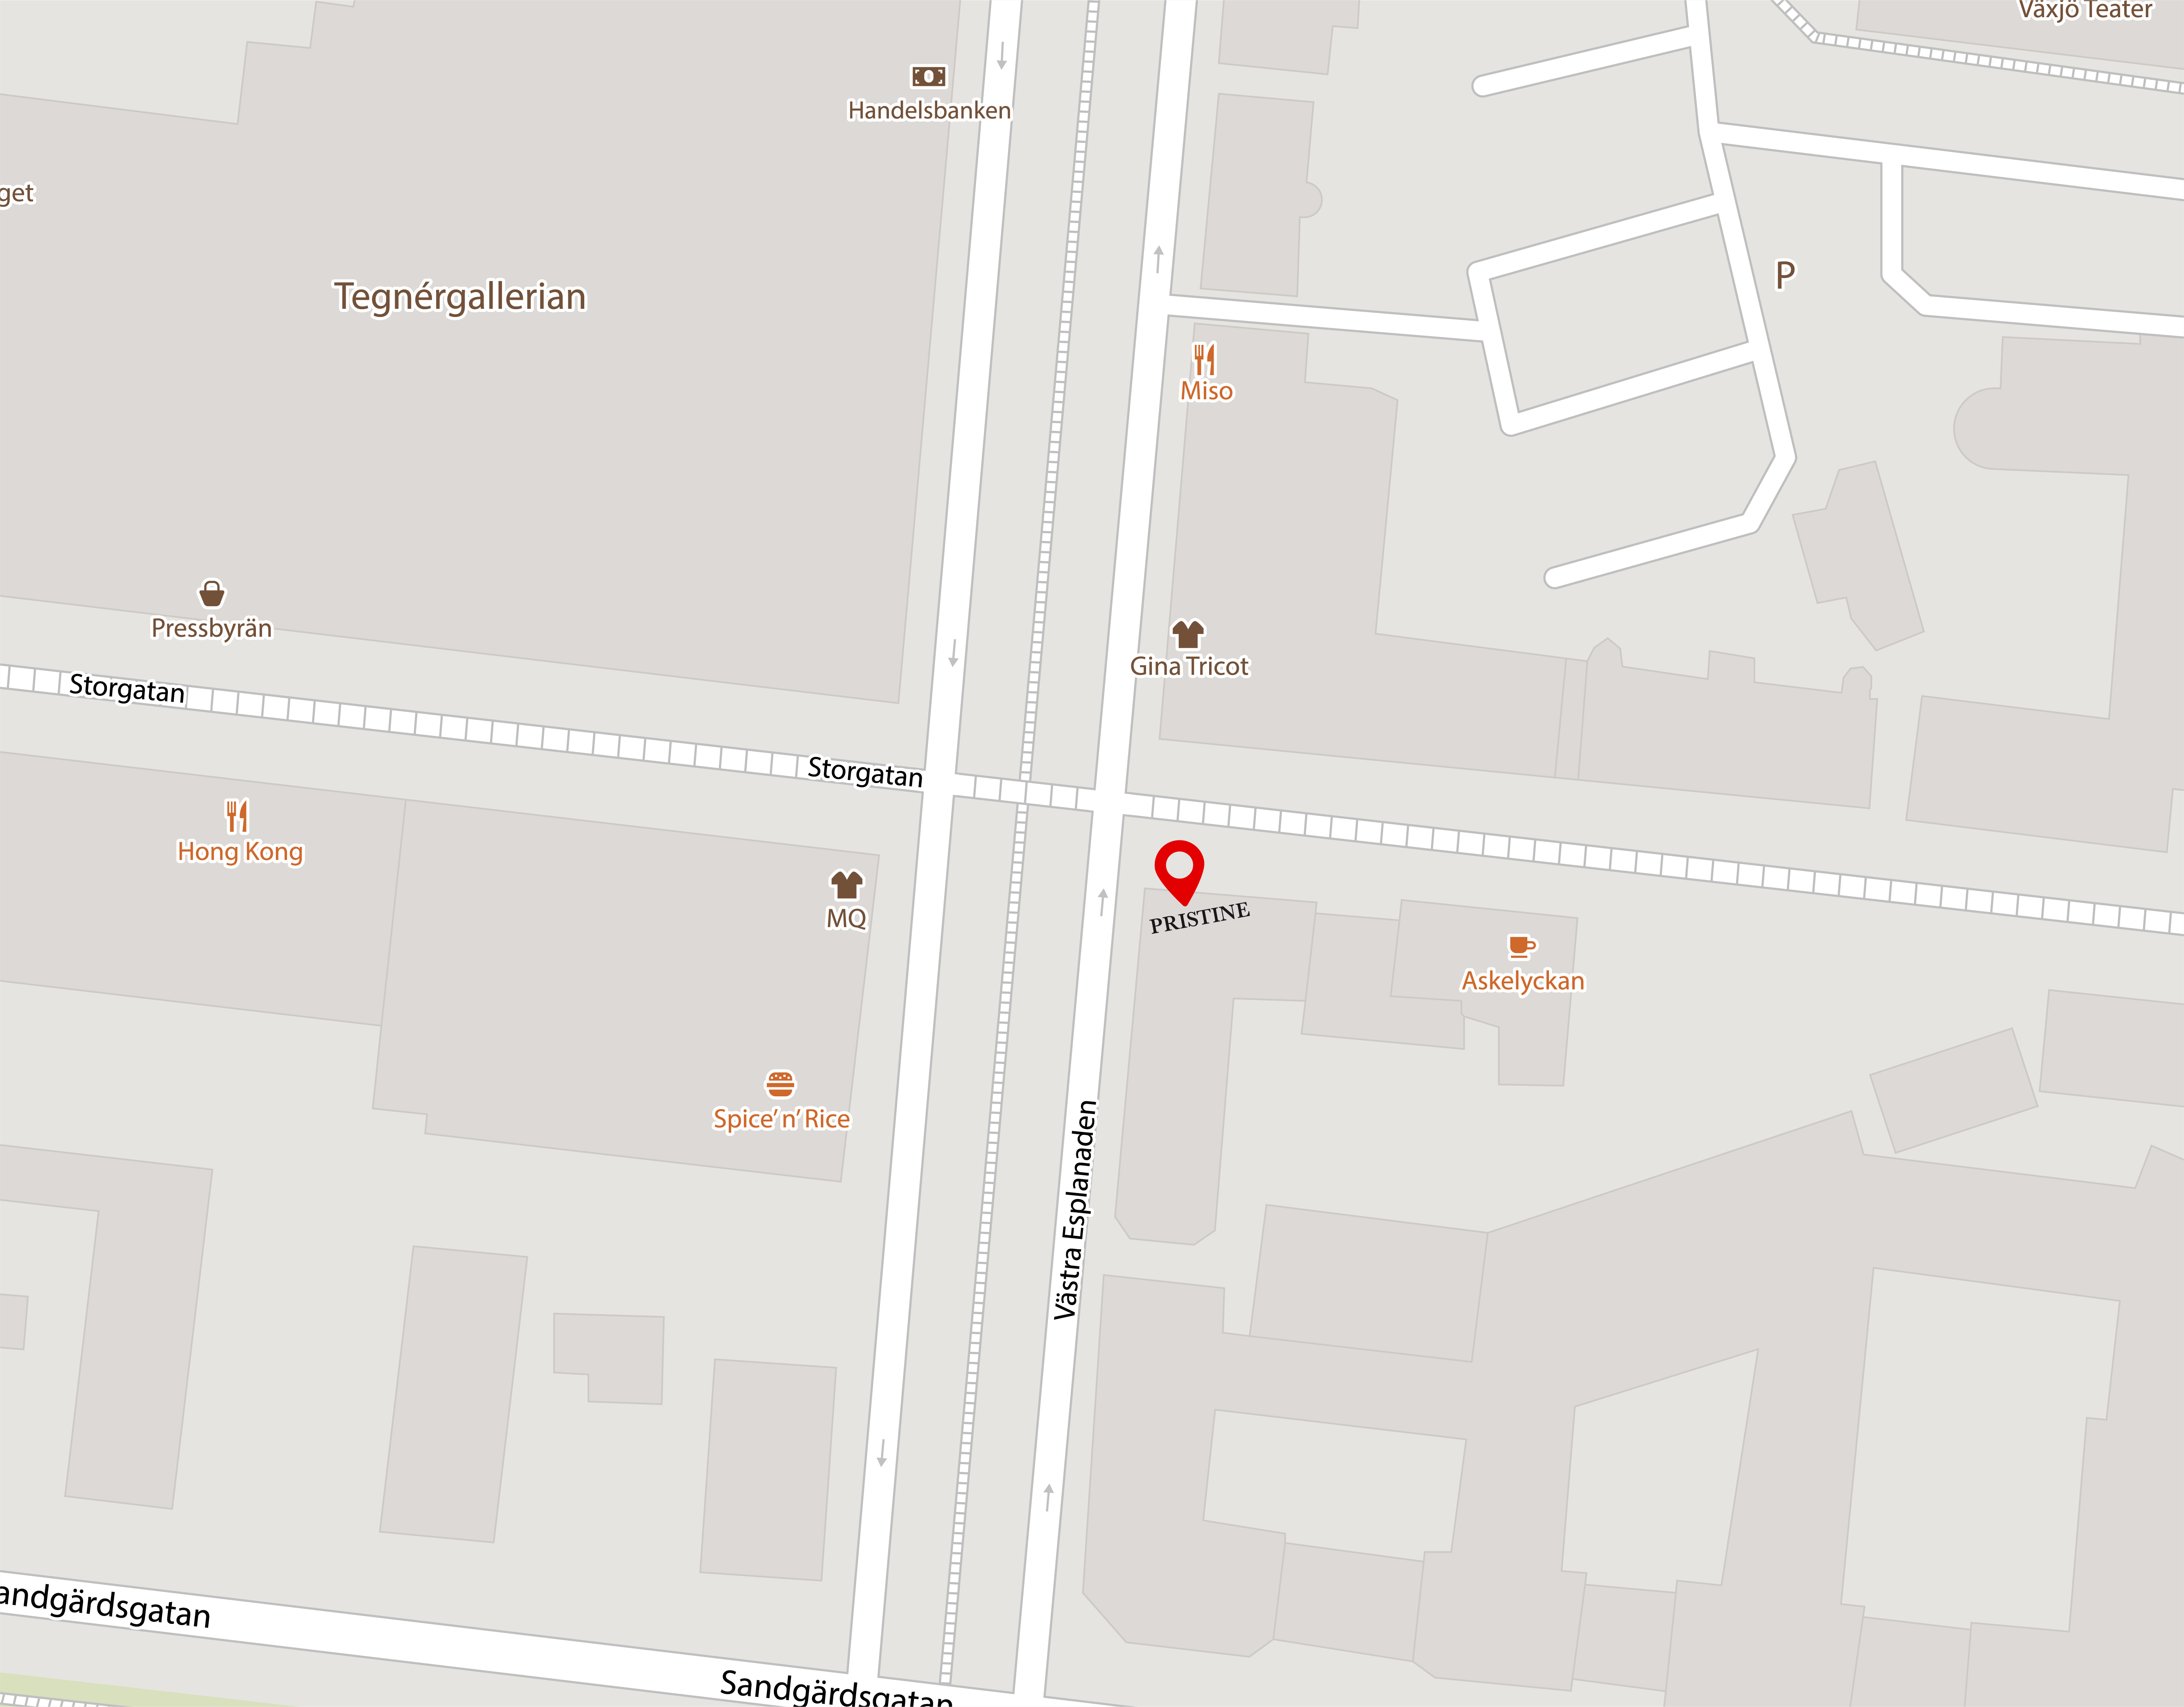 Växjö Teater
Handelsbanken
get
Tegnérgallerian
P
Miso
Pressbyrän
Gina Tricot
Storgatan
Storgatan
Hong Kong
MQ
PRISTINE
Askelyckan
Spice’ n’ Rice
Västra Esplanaden
andgärdsgatan
Sandgärdsgatan